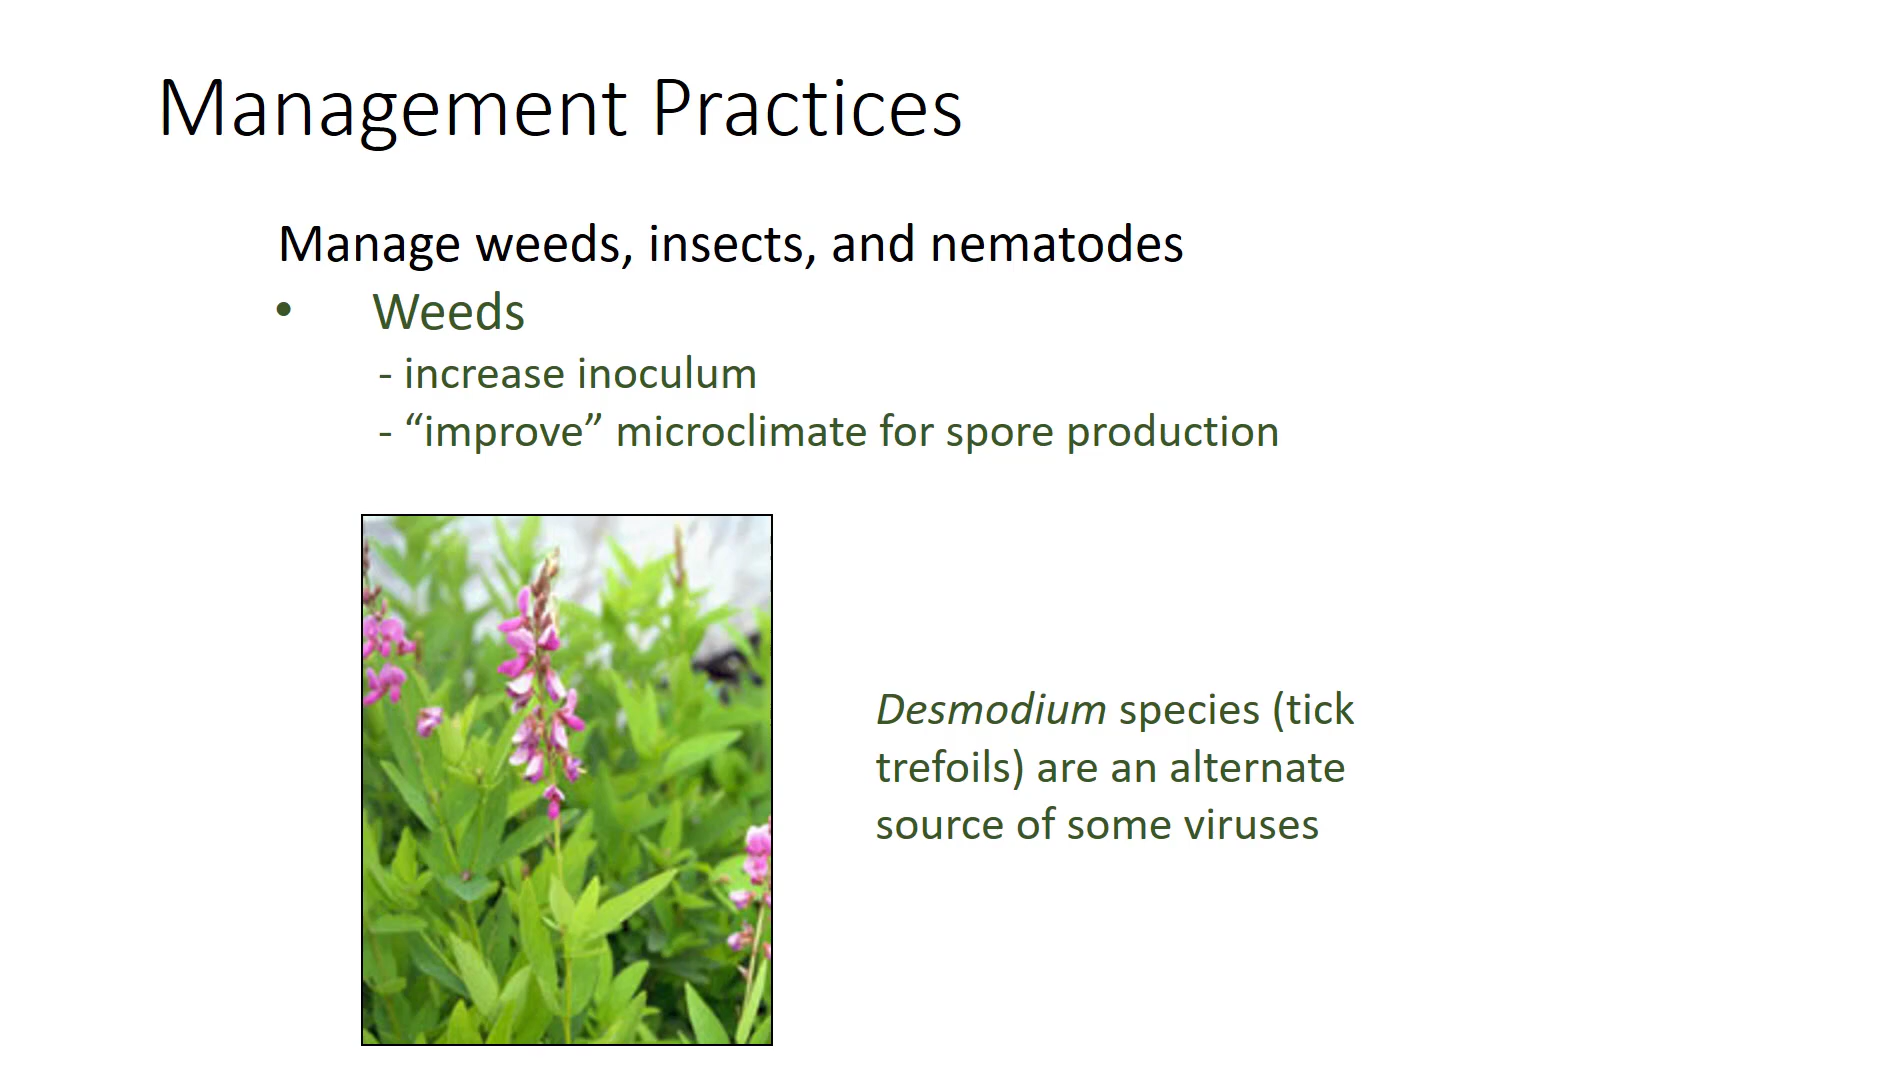 Management Practices
Manage weeds, insects, and nematodes
• Weeds
- increase inoculum
- “improve” microclimate for spore production
Desmodium species (tick
trefoils) are an alternate
source of some viruses